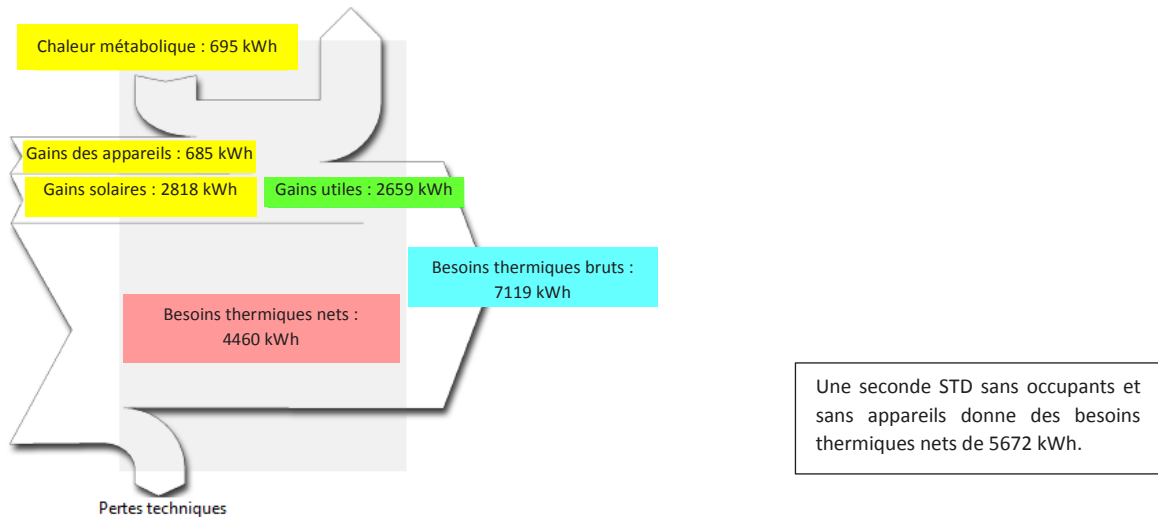 Chaleur métabolique : 695 kWh
Gains des appareils : 685 kWh
Gains solaires : 2818 kWh
Gains utiles : 2659 kWh
Besoins thermiques bruts :
7119 kWh
Besoins thermiques nets :
4460 kWh
Une seconde STD sans occupants et
sans appareils donne des besoins
thermiques nets de 5672 kWh.
Pertes techniques